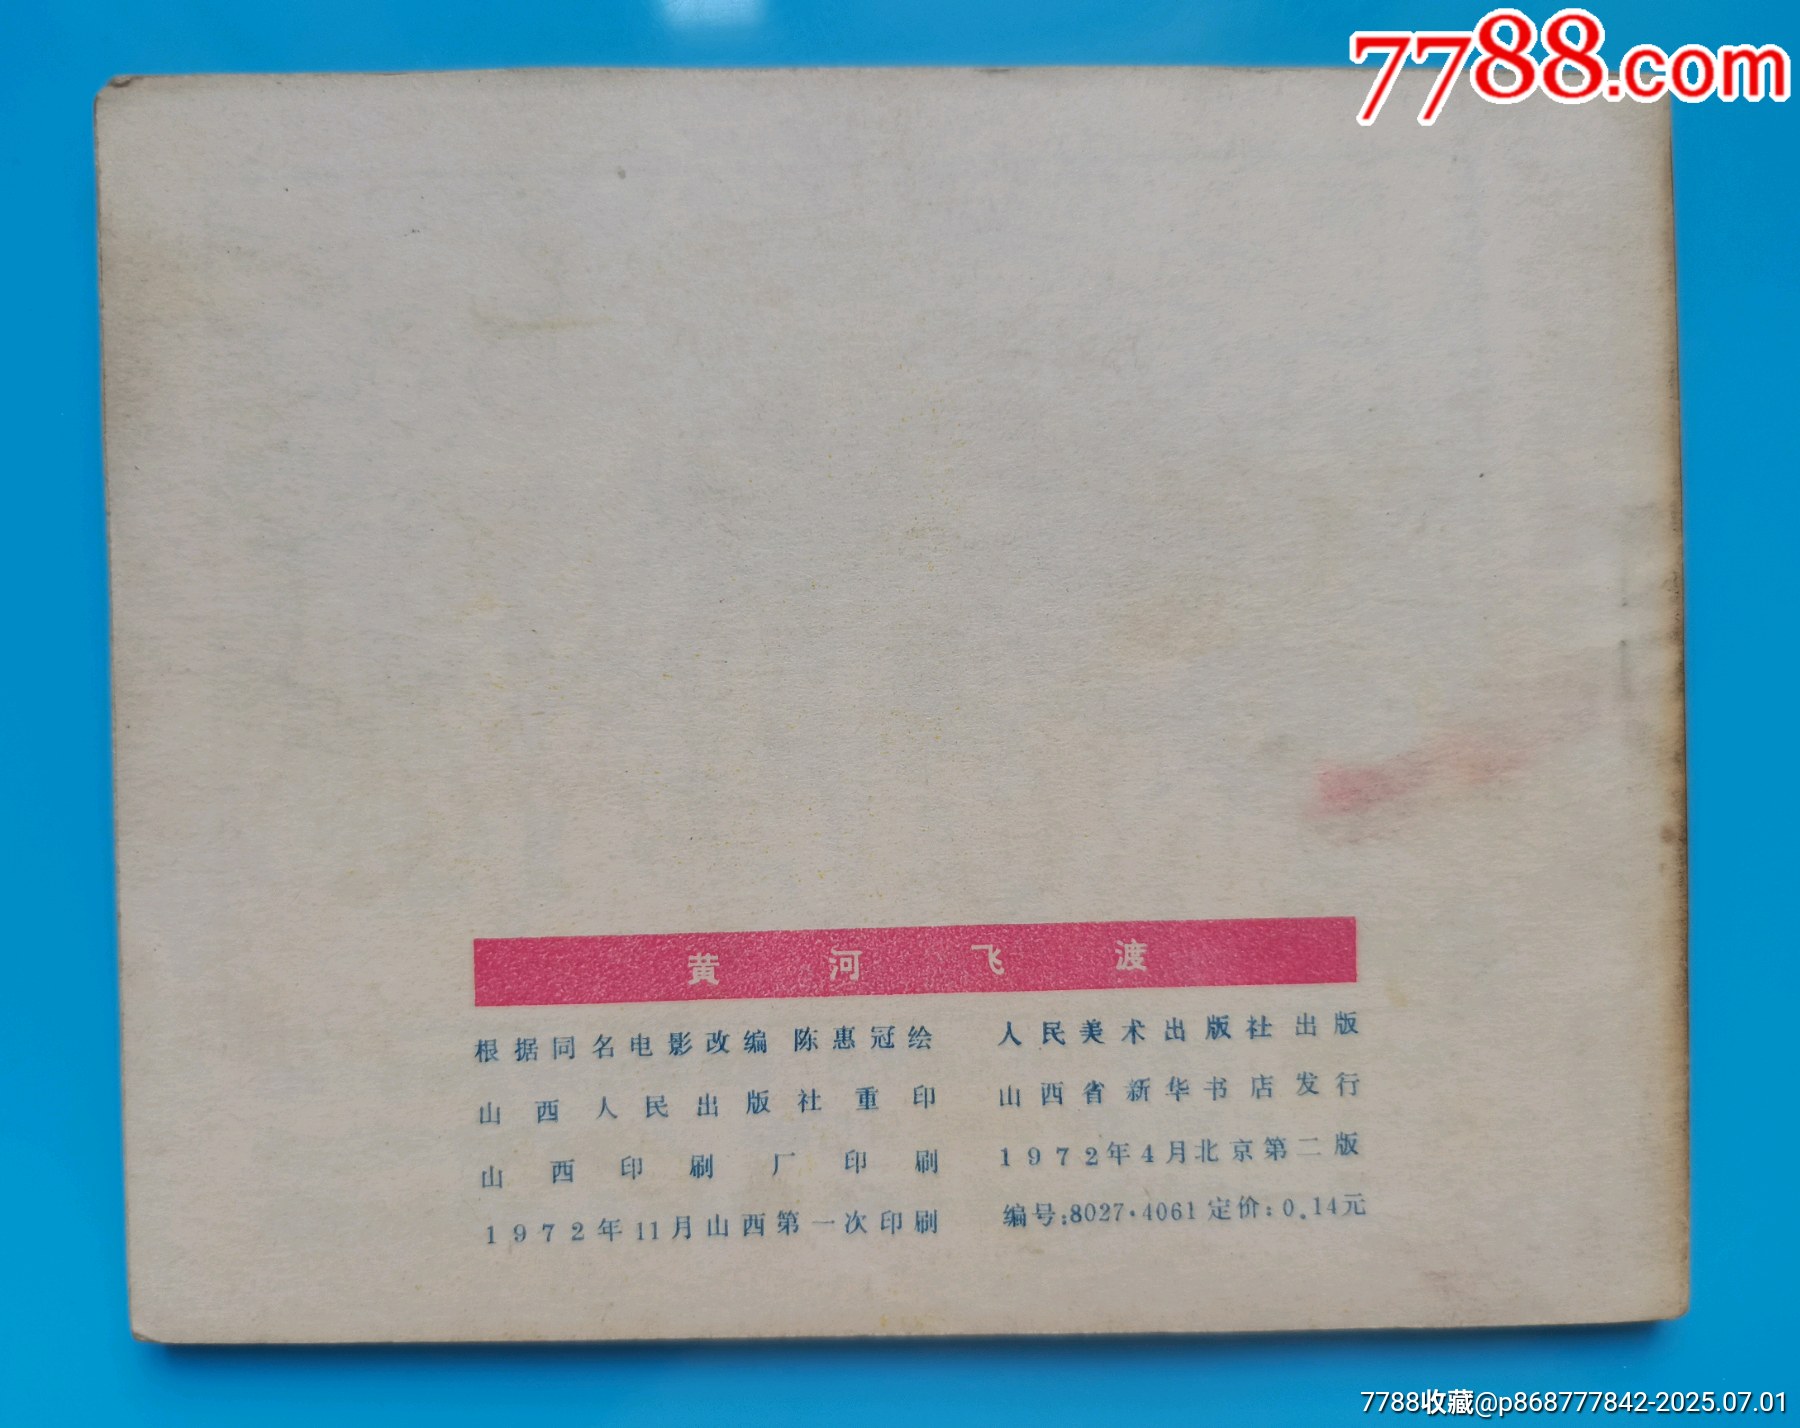 7788.com
黄河飞渡
根据同名电影改编 陈惠冠绘
山西人民出版社重印
山西印刷厂印刷
1972年11月山西第一次印刷
人民美术出版社出版
山西省新华书店发行
1972年4月北京第二版
编号:8027·4061 定价:0.14元
7788收藏@p868777842-2025.07.01